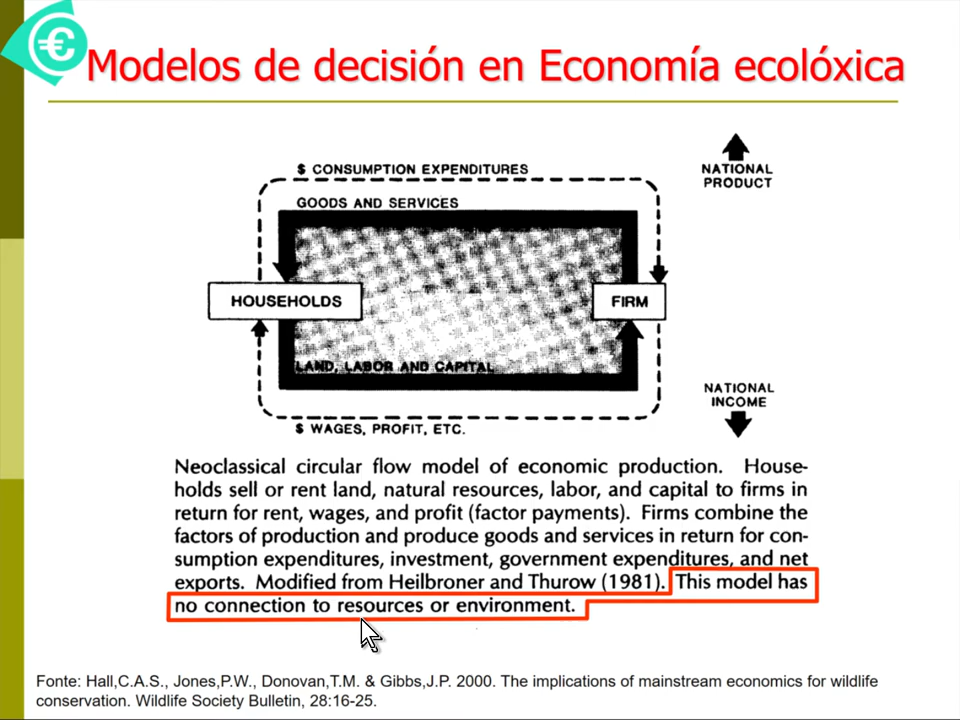 €
Modelos de decisión en Economía ecolóxica
$ CONSUMPTION EXPENDITURES
GOODS AND SERVICES
NATIONAL
PRODUCT
HOUSEHOLDS
FIRM
LAND, LABOR AND CAPITAL
NATIONAL
INCOME
$ WAGES, PROFIT, ETC.
Neoclassical circular flow model of economic production. House-
holds sell or rent land, natural resources, labor, and capital to firms in
return for rent, wages, and profit (factor payments). Firms combine the
factors of production and produce goods and services in return for con-
sumption expenditures, investment, government expenditures, and net
exports. Modified from Heilbroner and Thurow (1981). This model has
no connection to resources or environment.
Fonte: Hall,C.A.S., Jones,P.W., Donovan,T.M. & Gibbs,J.P. 2000. The implications of mainstream economics for wildlife
conservation. Wildlife Society Bulletin, 28:16-25.